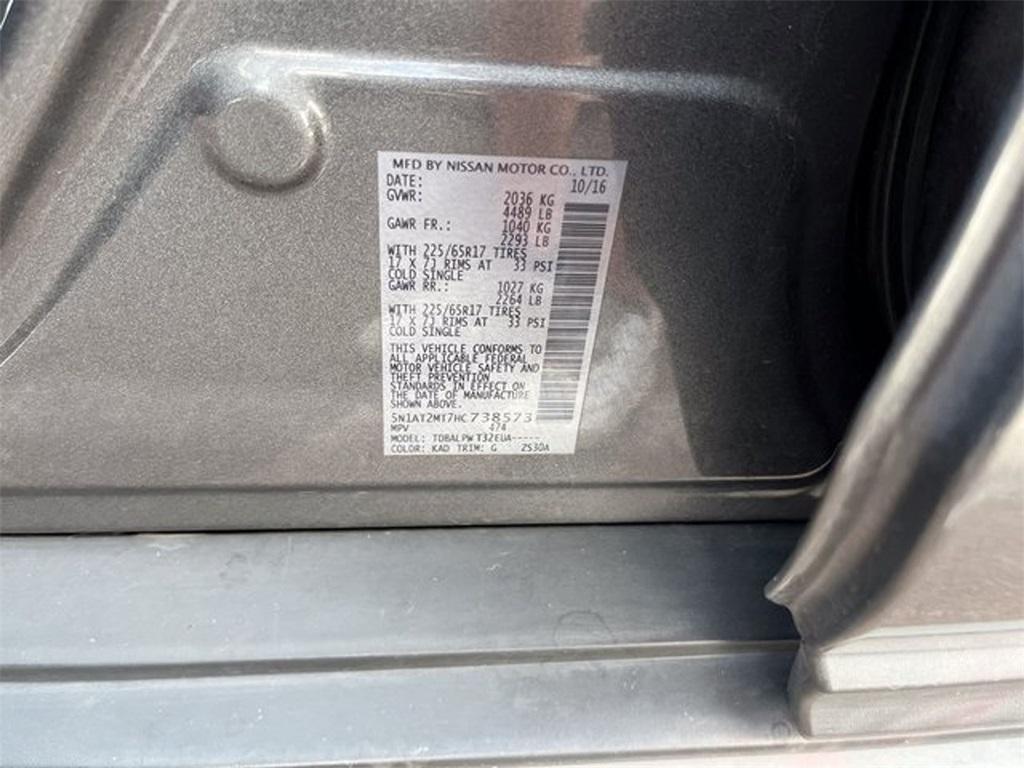 MFD BY NISSAN MOTOR CO., LTD.
DATE: 10/16
GVWR: 2036 KG
4489 LB
GAWR FR.: 1040 KG
2293 LB
WITH 225/65R17 TIRES
17 X 7J RIMS AT 33 PSI
COLD SINGLE
GAWR RR.: 1027 KG
2264 LB
WITH 225/65R17 TIRES
17 X 7J RIMS AT 33 PSI
COLD SINGLE
THIS VEHICLE CONFORMS TO
ALL APPLICABLE FEDERAL
MOTOR VEHICLE SAFETY AND
THEFT PREVENTION
STANDARDS IN EFFECT ON
THE DATE OF MANUFACTURE
SHOWN ABOVE.
5N1AT2MT7HC738573
MPV 474
MODEL: TDBALPW T32EUA-----
COLOR: KAD TRIM: G ZS30A